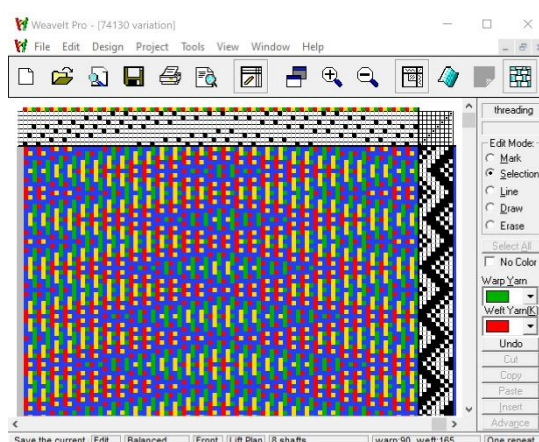 WeaveIt Pro - [74130 variation]
File Edit Design Project Tools View Window Help
threading
Edit Mode:
Mark
Selection
Line
Draw
Erase
Select All
No Color
Warp Yarn
Weft Yarn(K)
Undo
Cut
Copy
Paste
Insert
Advance
Save the current Edit Balanced Front Lift Plan 8 shafts warp:90 weft:165 One repeat